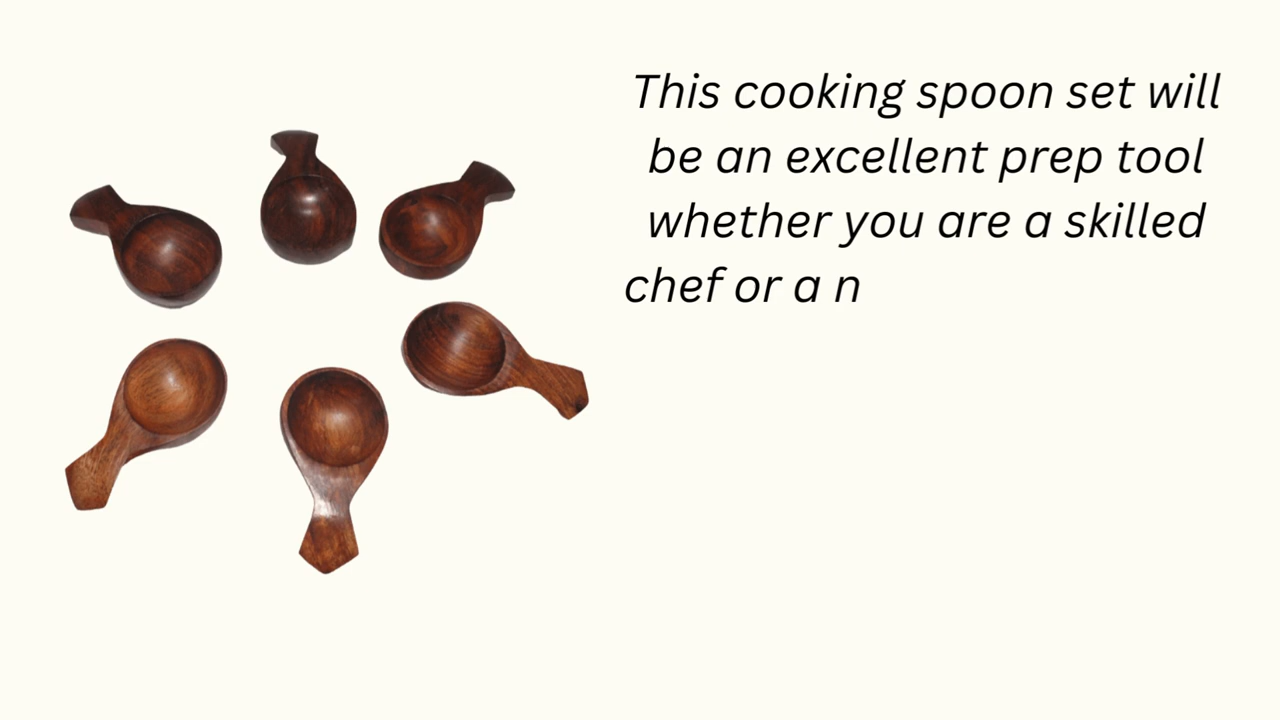 This cooking spoon set will
be an excellent prep tool
whether you are a skilled
chef or a n